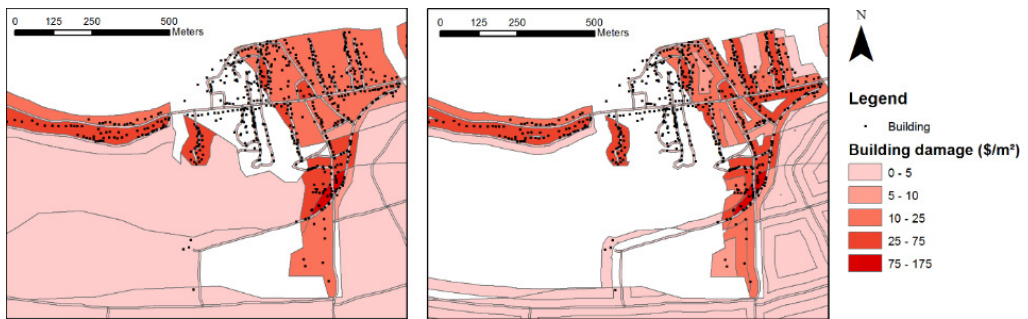 0 125 250 500
Meters
0 125 250 500
Meters
N
Legend
Building
Building damage ($/m²)
0 - 5
5 - 10
10 - 25
25 - 75
75 - 175